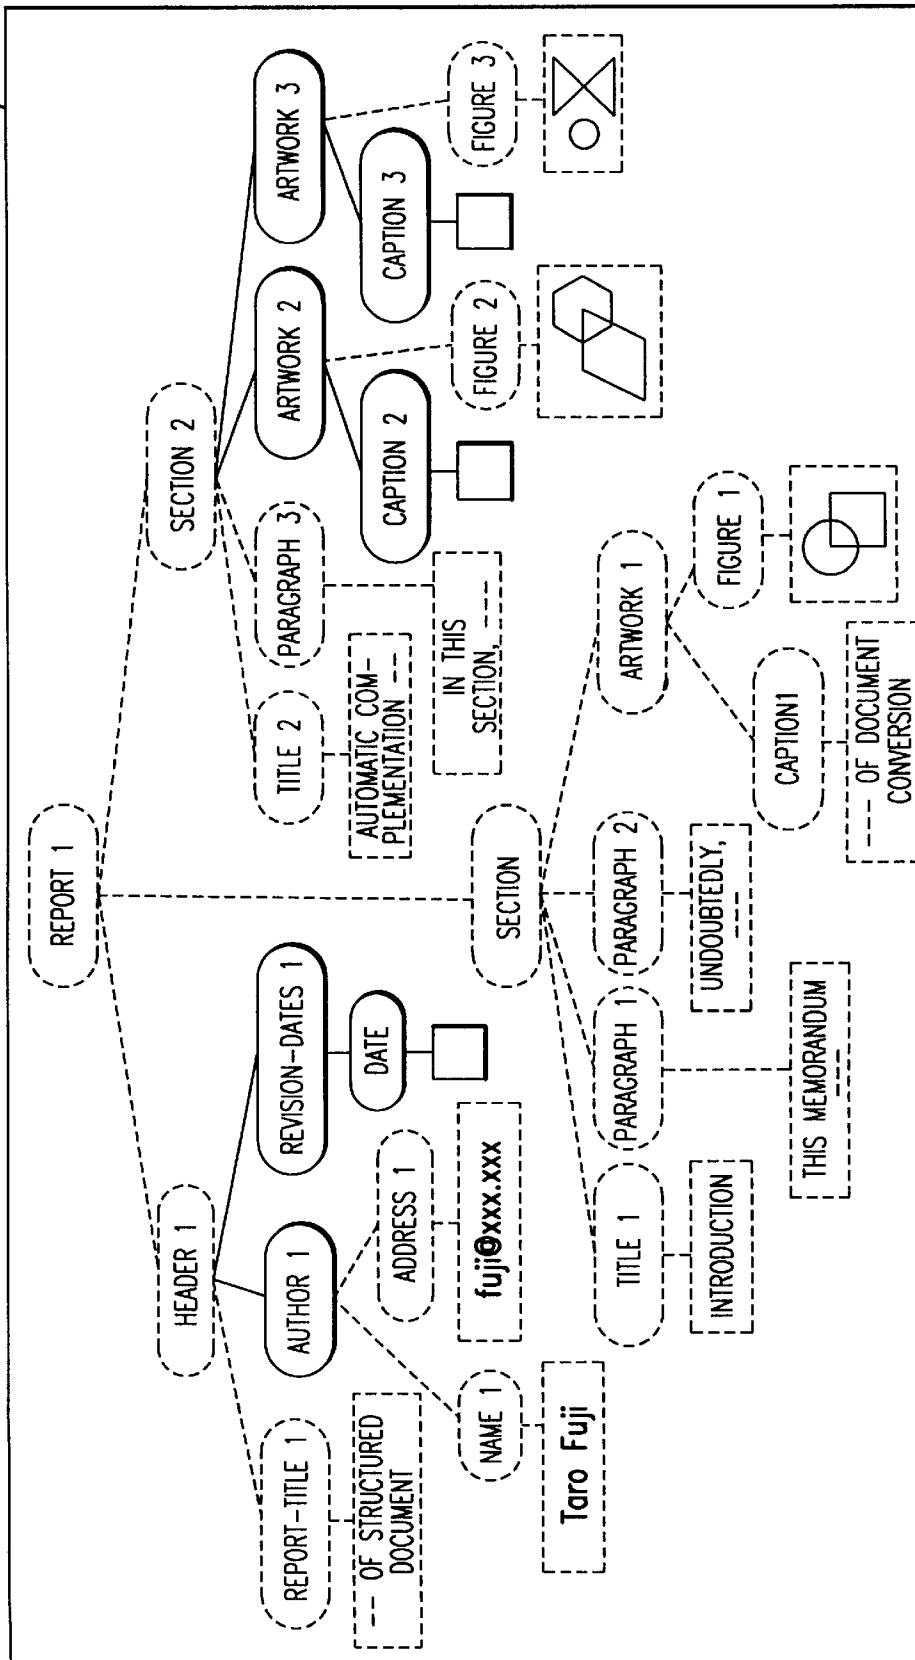 REPORT 1
HEADER 1
SECTION 2
REPORT-TITLE 1
AUTHOR 1
REVISION-DATES 1
TITLE 2
PARAGRAPH 3
ARTWORK 2
ARTWORK 3
-- OF STRUCTURED
DOCUMENT
ADDRESS 1
DATE
AUTOMATIC COM-
PLEMENTATION --
CAPTION 2
CAPTION 3
NAME 1
fuji@xxx.xxx
IN THIS
SECTION, ---
FIGURE 2
FIGURE 3
Taro Fuji
SECTION
TITLE 1
PARAGRAPH 1
PARAGRAPH 2
ARTWORK 1
INTRODUCTION
UNDOUBTEDLY,
---
FIGURE 1
CAPTION1
THIS MEMORANDUM
---
--- OF DOCUMENT
CONVERSION